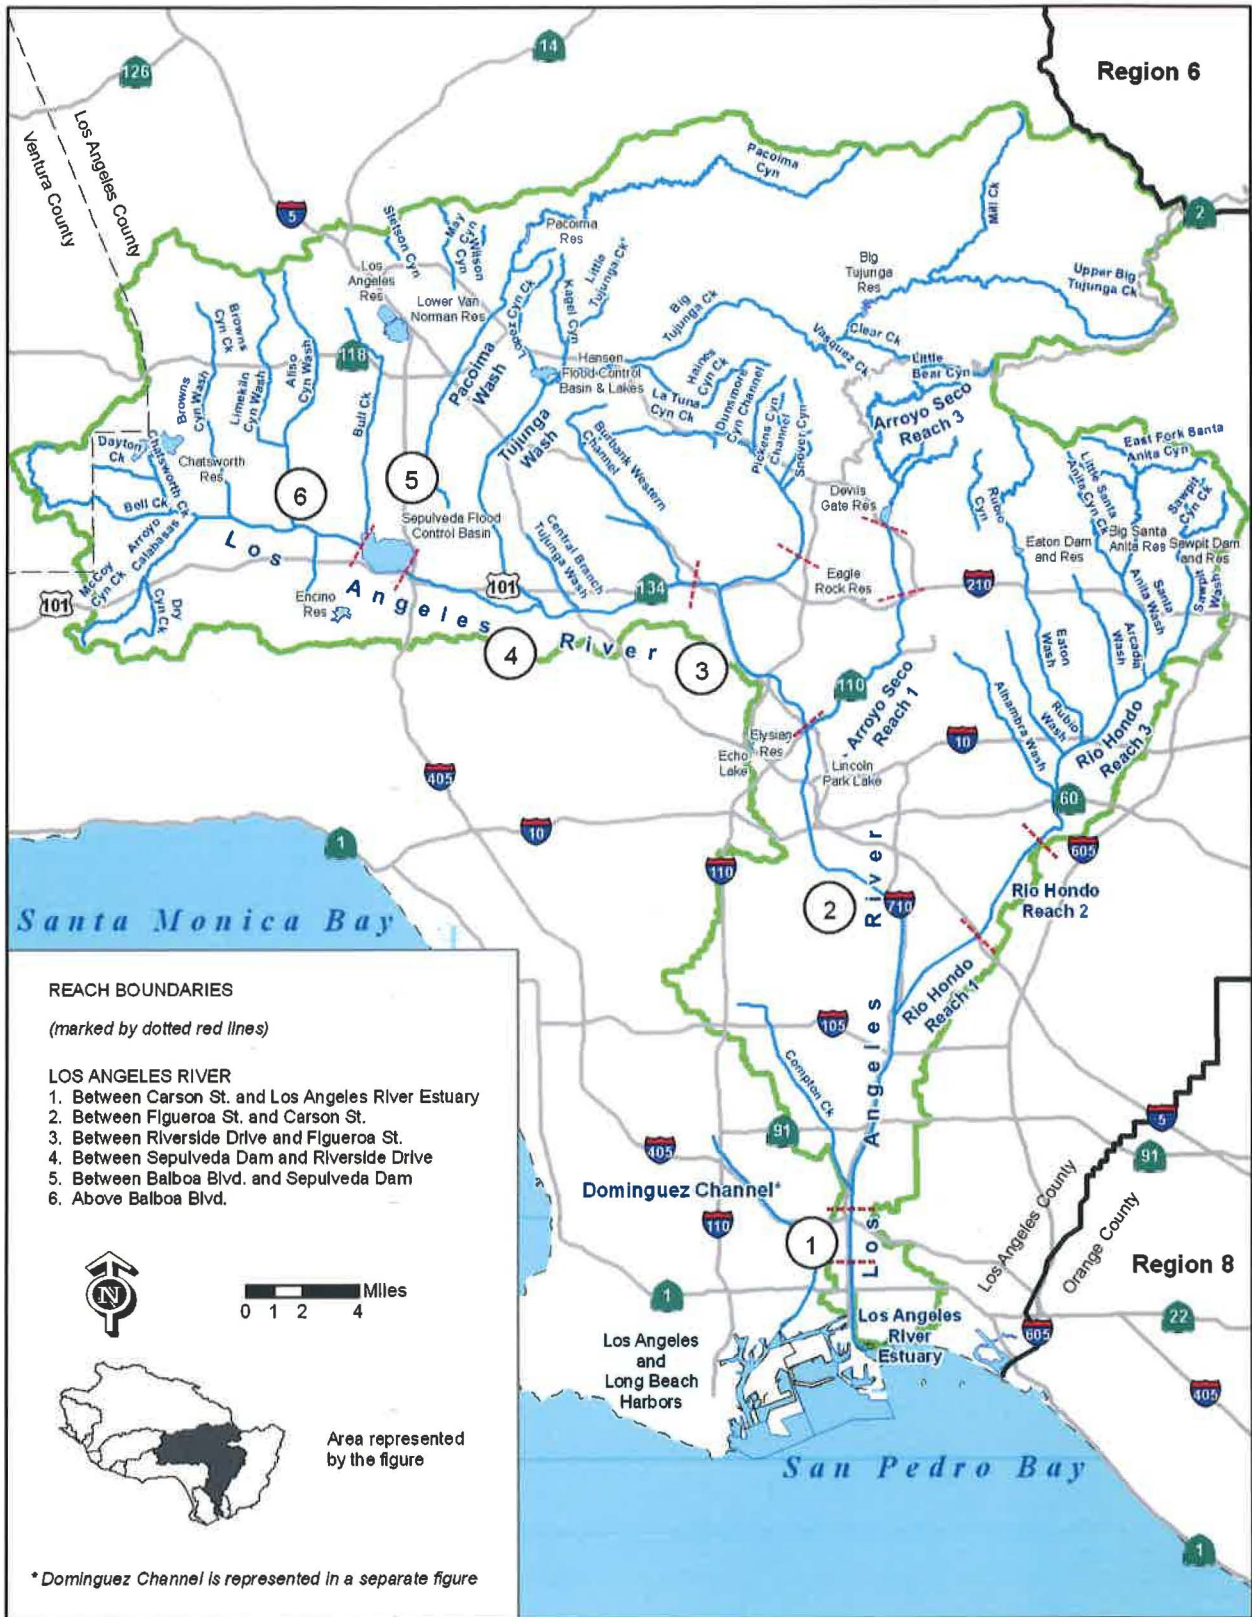 126
14
Region 6
Los Angeles County
Ventura County
5
2
Pacoima
Cyn
Mill Ck
Stetson Cyn
May
Cyn
Wilson
Cyn
Pacoima
Res
Little
Tujunga Ck*
Los
Angeles
Res
Lower Van
Norman Res
Lopez Cyn Ck
Kagel Cyn
Big
Tujunga Ck
Big
Tujunga
Res
Upper Big
Tujunga Ck
Browns
Cyn Ck
118
Pacoima
Wash
Hansen
Flood Control
Basin & Lakes
Vasquez Ck
Clear Ck
Little
Bear Cyn
Browns
Cyn Wash
Limekiln
Cyn Wash
Aliso
Cyn Wash
Bull Ck
Tujunga
Wash
La Tuna
Cyn Ck
Haines
Cyn Ck
Dunsmore
Cyn Channel
Pickens Cyn
Channel
Snover Cyn
Arroyo Seco
Reach 3
Dayton
Ck
Chatsworth Ck
Chatsworth
Res
Burbank Western
Channel
East Fork Santa
Anita Cyn
Little Santa
Anita Cyn Ck
Sawpit
Cyn Ck
5
6
Bell Ck
Arroyo
Calabasas
Devils
Gate Res
Rubio
Cyn
Sepulveda Flood
Control Basin
Eaton Dam
and Res
Big Santa
Anita Res
Sawpit Dam
and Res
McCoy
Cyn Ck
Dry
Cyn Ck
101
Encino
Res
101
Central Branch
Tujunga Wash
134
Eagle
Rock Res
210
Santa
Anita Wash
Sawpit
Wash
Los Angeles River
4
3
Eaton
Wash
Arcadia
Wash
110
Arroyo Seco
Reach 1
Alhambra Wash
Rubio
Wash
Rio Hondo
Reach 3
Elysian
Res
Echo
Lake
Lincoln
Park Lake
10
405
60
10
1
110
605
Santa Monica Bay
2
710
Rio Hondo
Reach 2
Rio Hondo
Reach 1
105
Los Angeles River
Compton Ck
91
405
5
91
Dominguez Channel*
110
1
Los Angeles County
Orange County
Region 8
1
22
605
405
Los Angeles
River
Estuary
Los Angeles
and
Long Beach
Harbors
San Pedro Bay
1
REACH BOUNDARIES
(marked by dotted red lines)
LOS ANGELES RIVER
1. Between Carson St. and Los Angeles River Estuary
2. Between Figueroa St. and Carson St.
3. Between Riverside Drive and Figueroa St.
4. Between Sepulveda Dam and Riverside Drive
5. Between Balboa Blvd. and Sepulveda Dam
6. Above Balboa Blvd.
N
Miles
0 1 2 4
Area represented
by the figure
* Dominguez Channel is represented in a separate figure